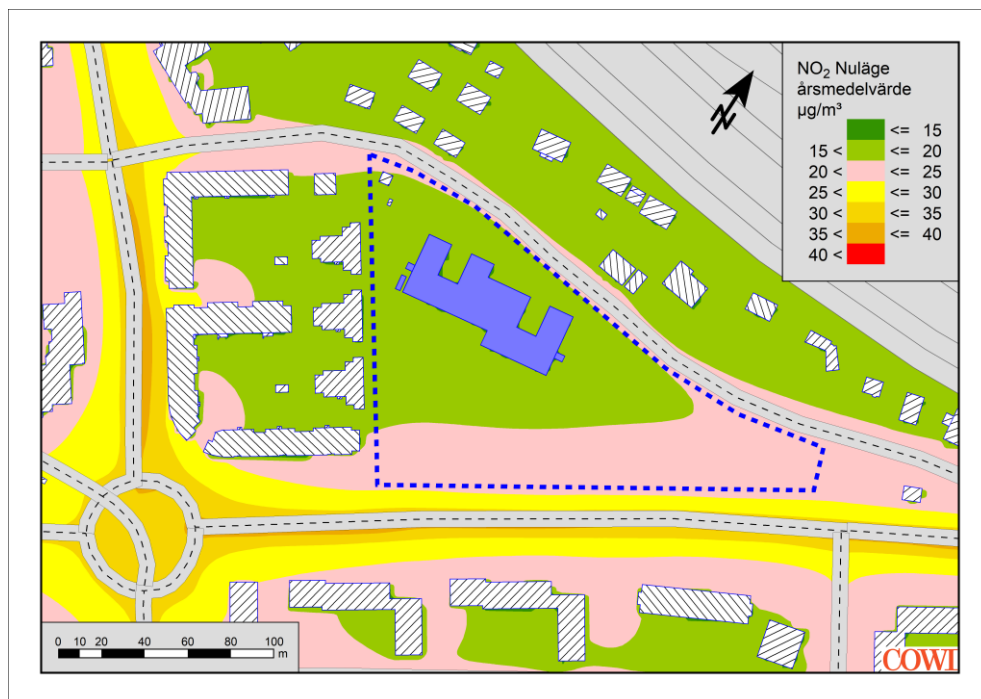 NO₂ Nuläge
årsmedelvärde
µg/m³
<= 15
15 < <= 20
20 < <= 25
25 < <= 30
30 < <= 35
35 < <= 40
40 <
N
0 10 20 40 60 80 100
m
COWI